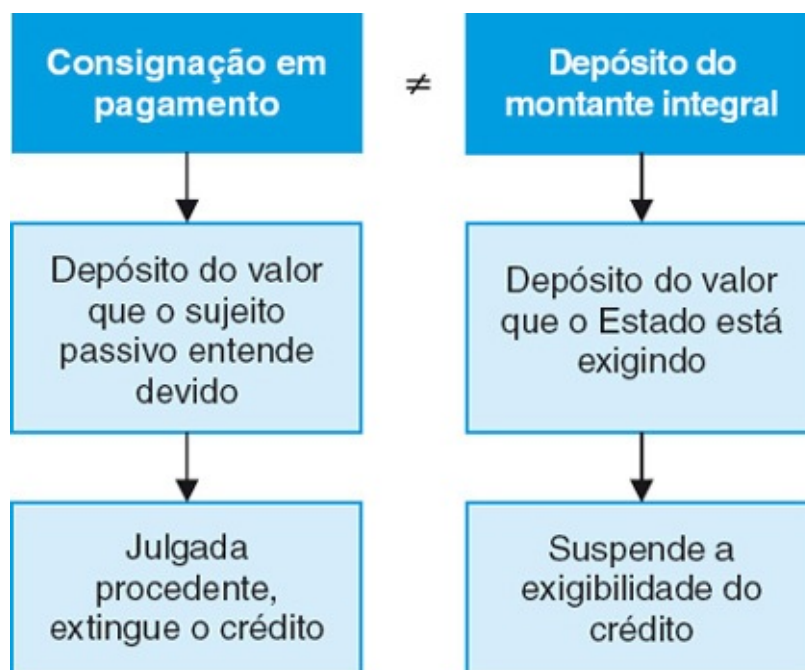 Consignação em
pagamento
≠
Depósito do
montante integral
Depósito do valor
que o sujeito
passivo entende
devido
Depósito do valor
que o Estado está
exigindo
Julgada
procedente,
extingue o crédito
Suspende a
exigibilidade do
crédito